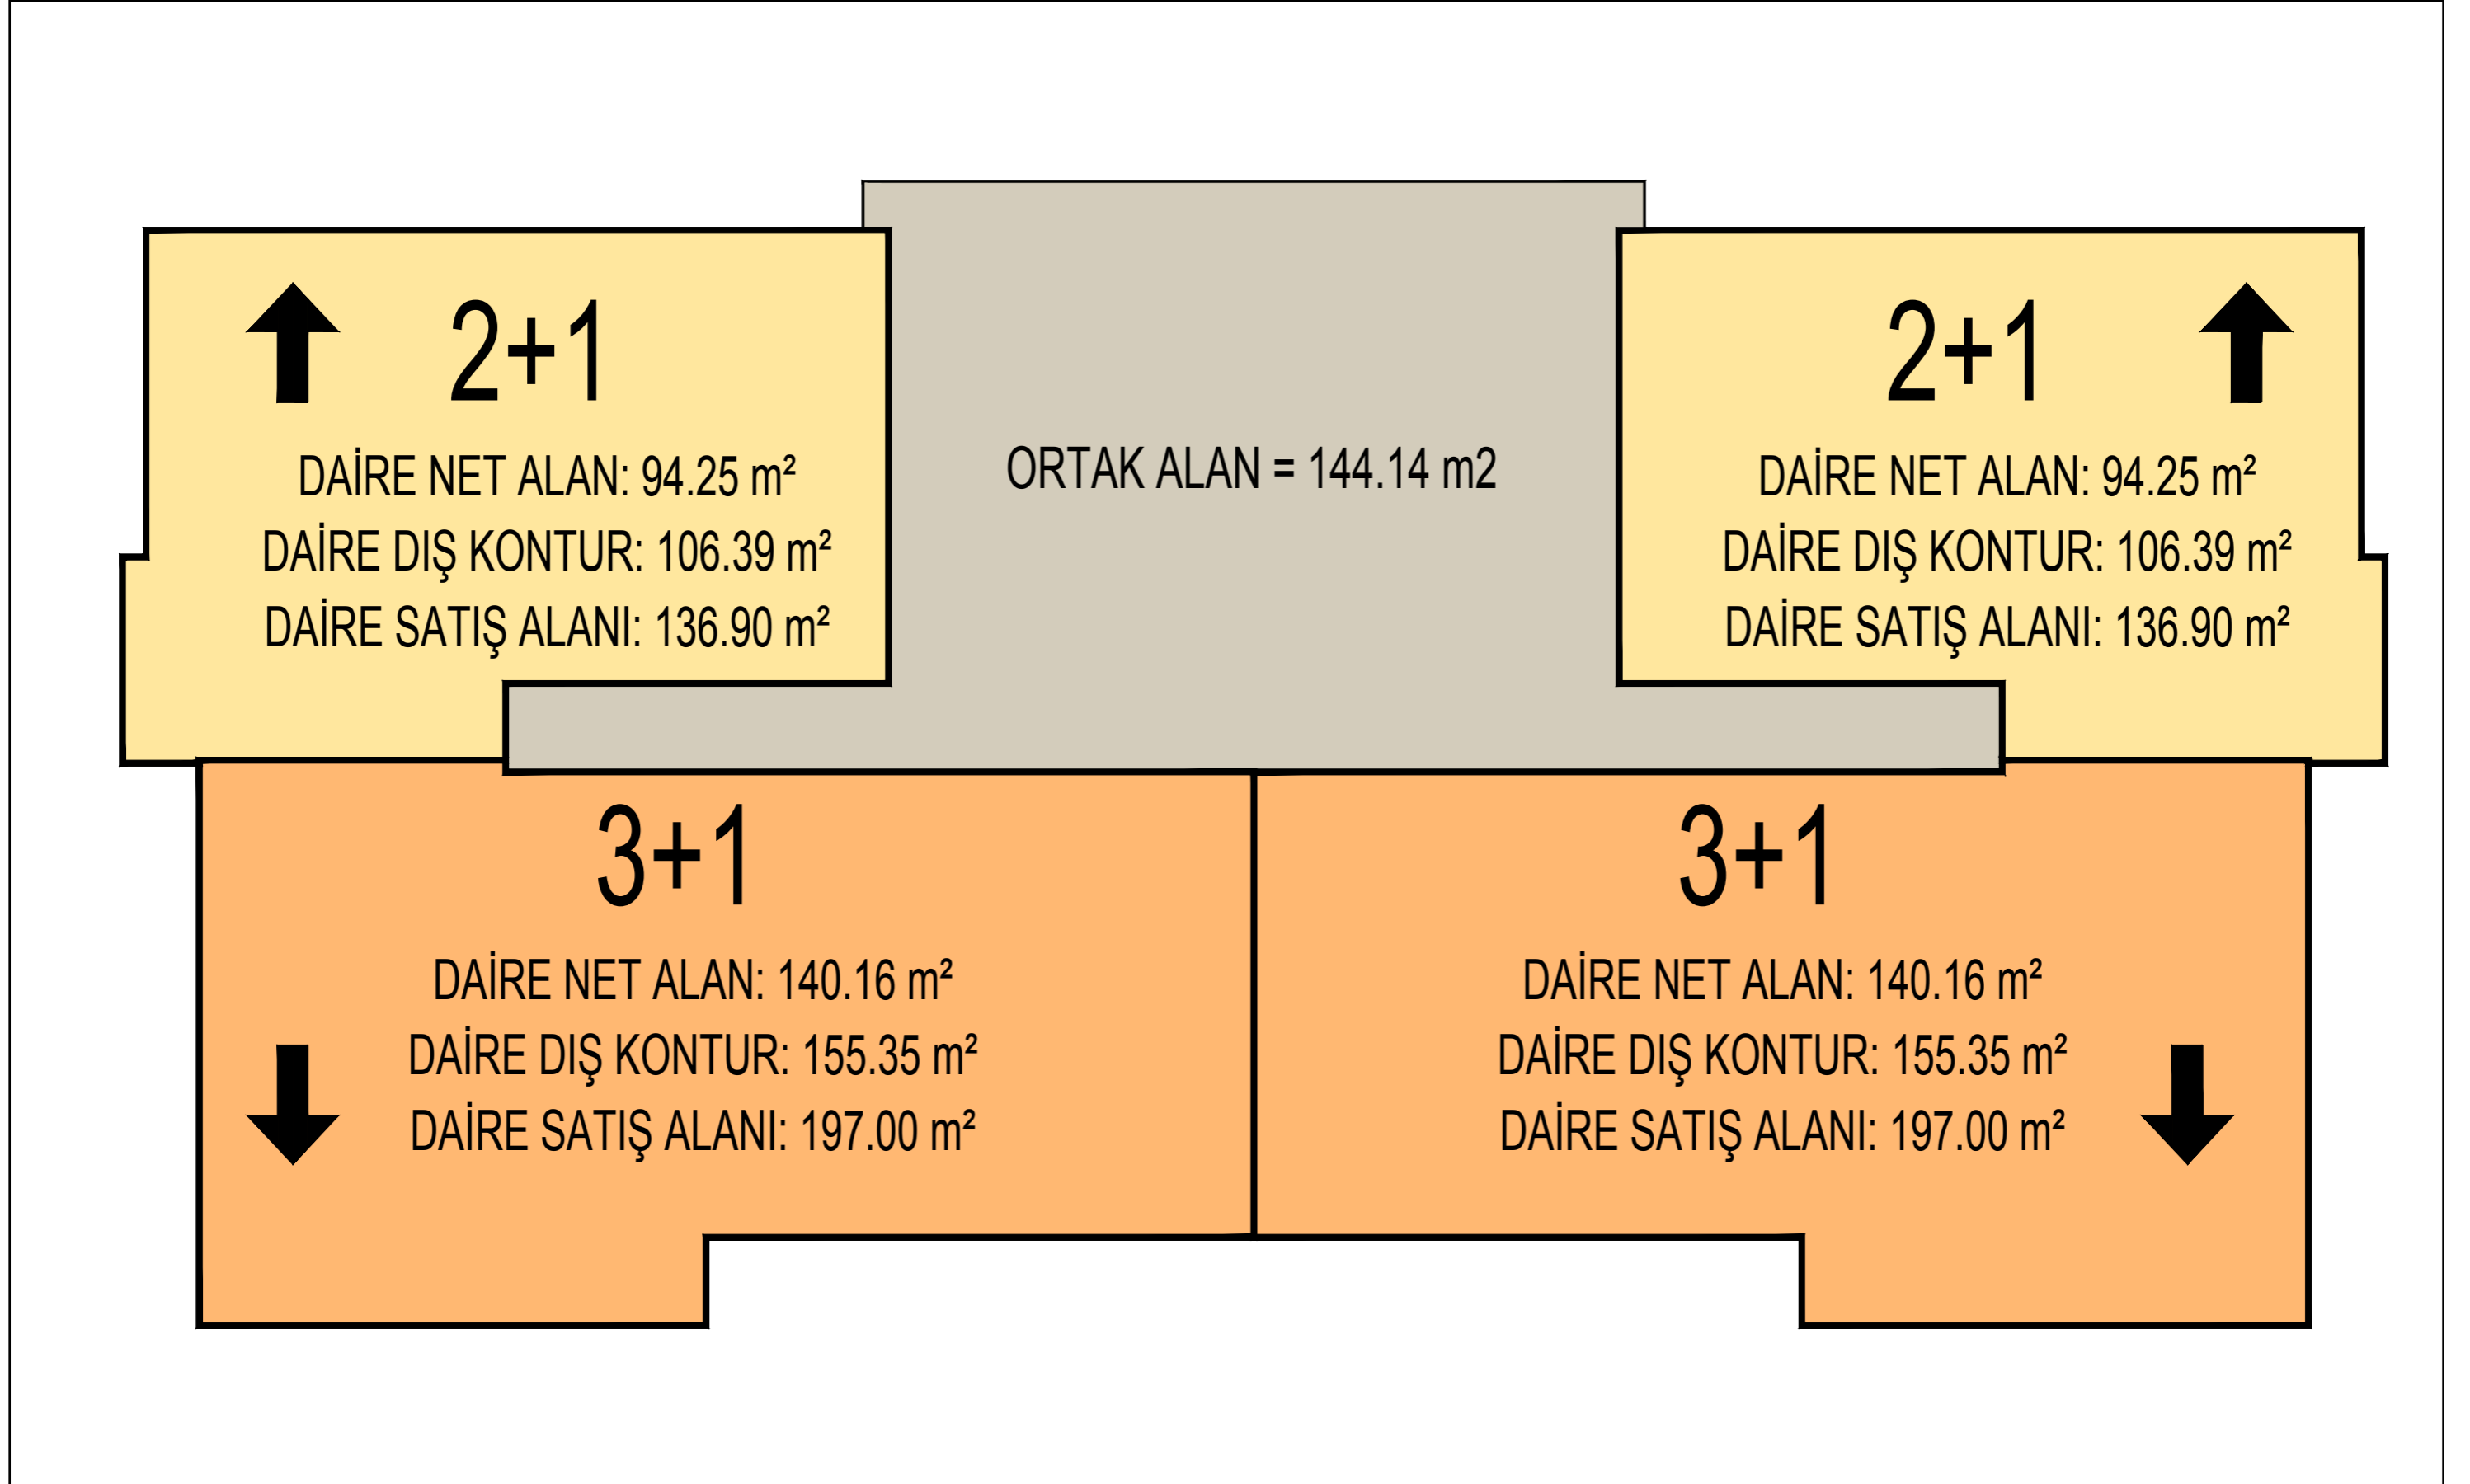 2+1
DAİRE NET ALAN: 94.25 m²
DAİRE DIŞ KONTUR: 106.39 m²
DAİRE SATIŞ ALANI: 136.90 m²
ORTAK ALAN = 144.14 m2
2+1
DAİRE NET ALAN: 94.25 m²
DAİRE DIŞ KONTUR: 106.39 m²
DAİRE SATIŞ ALANI: 136.90 m²
3+1
DAİRE NET ALAN: 140.16 m²
DAİRE DIŞ KONTUR: 155.35 m²
DAİRE SATIŞ ALANI: 197.00 m²
3+1
DAİRE NET ALAN: 140.16 m²
DAİRE DIŞ KONTUR: 155.35 m²
DAİRE SATIŞ ALANI: 197.00 m²